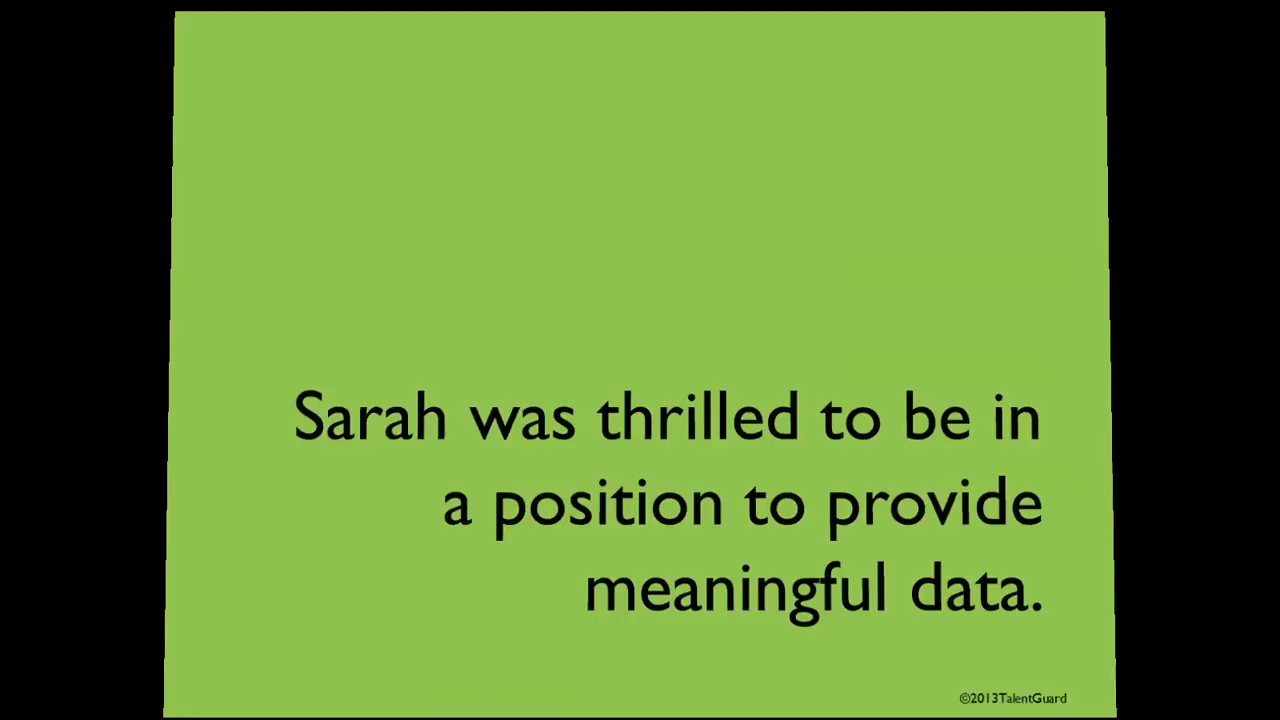 Sarah was thrilled to be in
a position to provide
meaningful data.
©2013TalentGuard